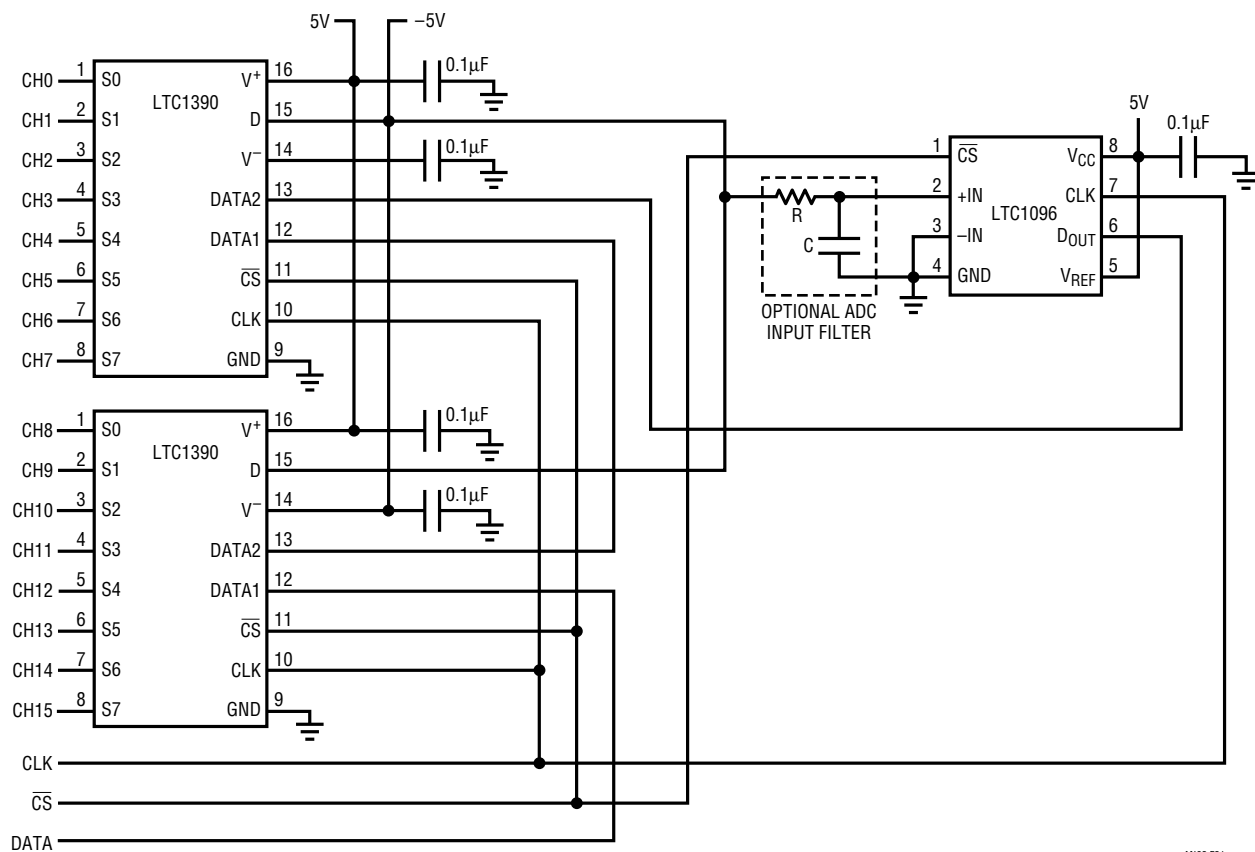 5V
–5V
CH0 1 S0
CH1 2 S1
CH2 3 S2
CH3 4 S3
CH4 5 S4
CH5 6 S5
CH6 7 S6
CH7 8 S7
LTC1390
V+ 16
D 15
V– 14
DATA2 13
DATA1 12
CS 11
CLK 10
GND 9
0.1µF
0.1µF
CH8 1 S0
CH9 2 S1
CH10 3 S2
CH11 4 S3
CH12 5 S4
CH13 6 S5
CH14 7 S6
CH15 8 S7
LTC1390
V+ 16
D 15
V– 14
DATA2 13
DATA1 12
CS 11
CLK 10
GND 9
0.1µF
0.1µF
R
C
OPTIONAL ADC
INPUT FILTER
1 CS
2 +IN
3 –IN
4 GND
LTC1096
VCC 8
CLK 7
DOUT 6
VREF 5
5V
0.1µF
CLK
CS
DATA